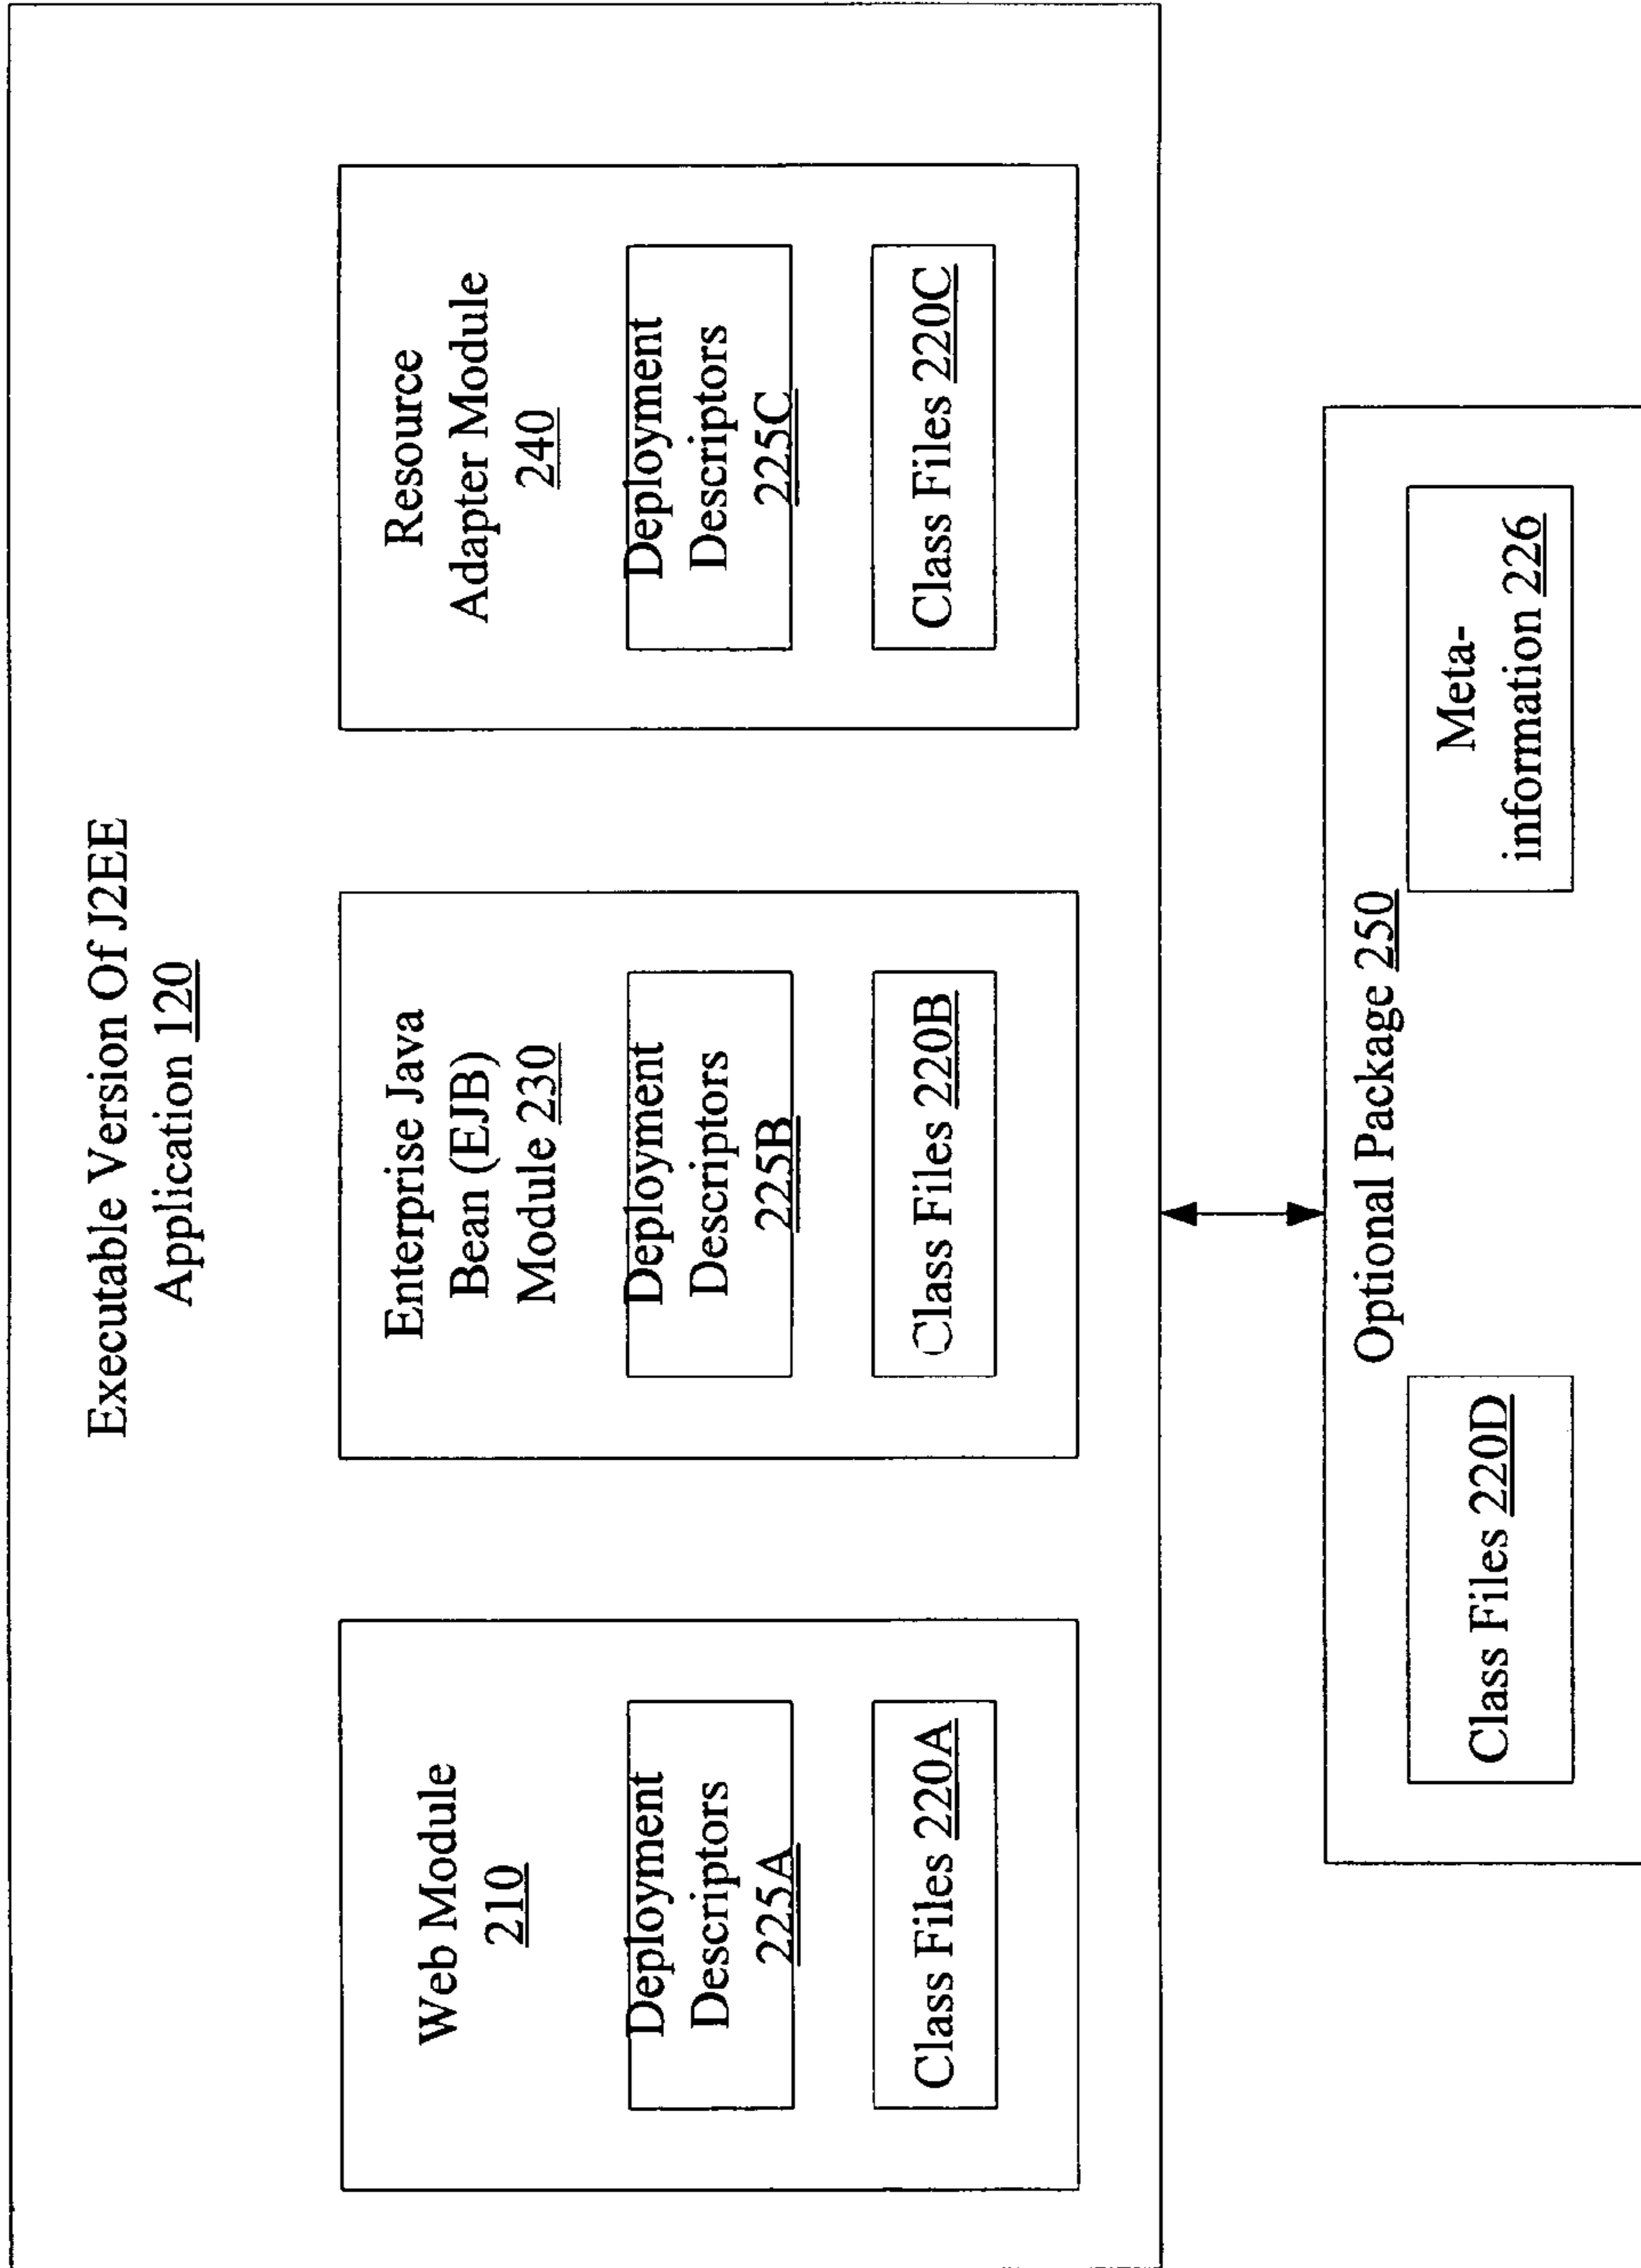 Executable Version Of J2EE
Application 120
Web Module
210
Deployment
Descriptors
225A
Class Files 220A
Enterprise Java
Bean (EJB)
Module 230
Deployment
Descriptors
225B
Class Files 220B
Resource
Adapter Module
240
Deployment
Descriptors
225C
Class Files 220C
Optional Package 250
Class Files 220D
Meta-
information 226